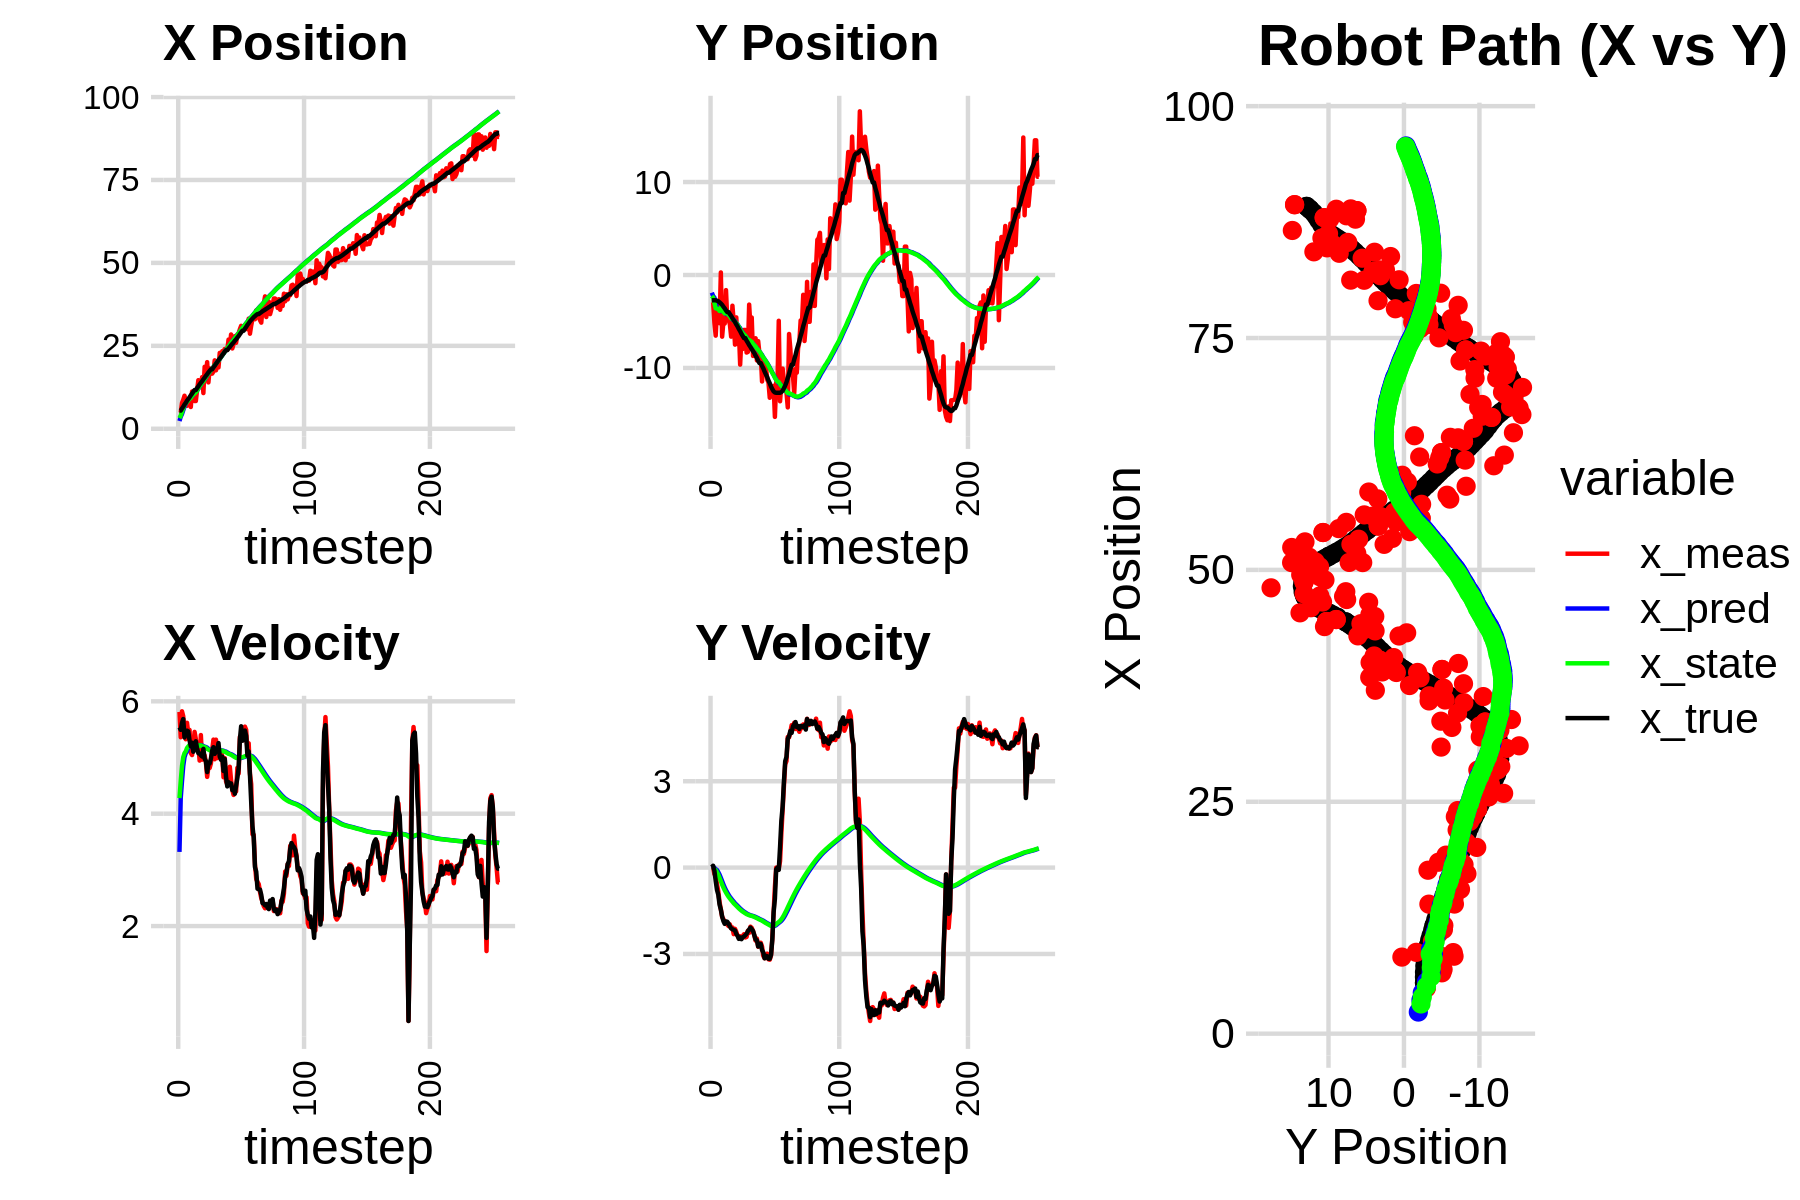 X Position
100
75
50
25
0
0
100
200
timestep
Y Position
10
0
-10
0
100
200
timestep
X Velocity
6
4
2
0
100
200
timestep
Y Velocity
3
0
-3
0
100
200
timestep
Robot Path (X vs Y)
X Position
100
75
50
25
0
10 0 -10
Y Position
variable
x_meas
x_pred
x_state
x_true